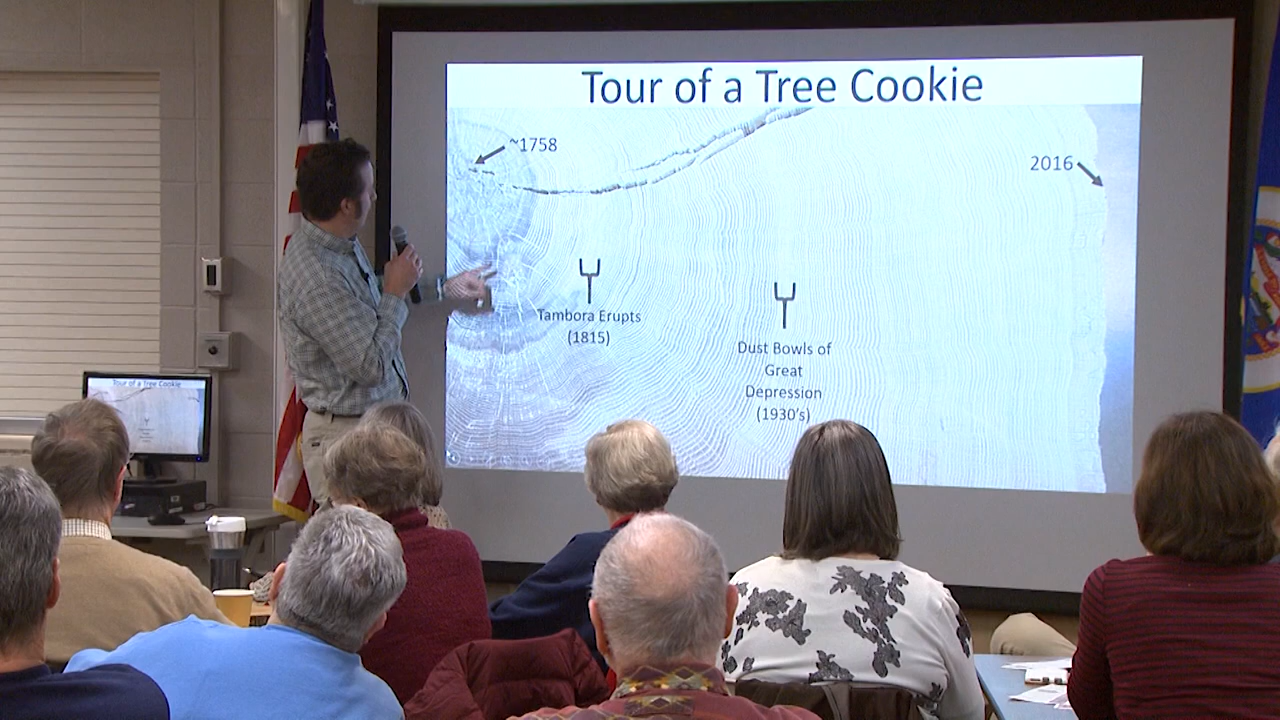 Tour of a Tree Cookie
~1758
2016
Tambora Erupts
(1815)
Dust Bowls of
Great
Depression
(1930's)
Tour of a Tree Cookie